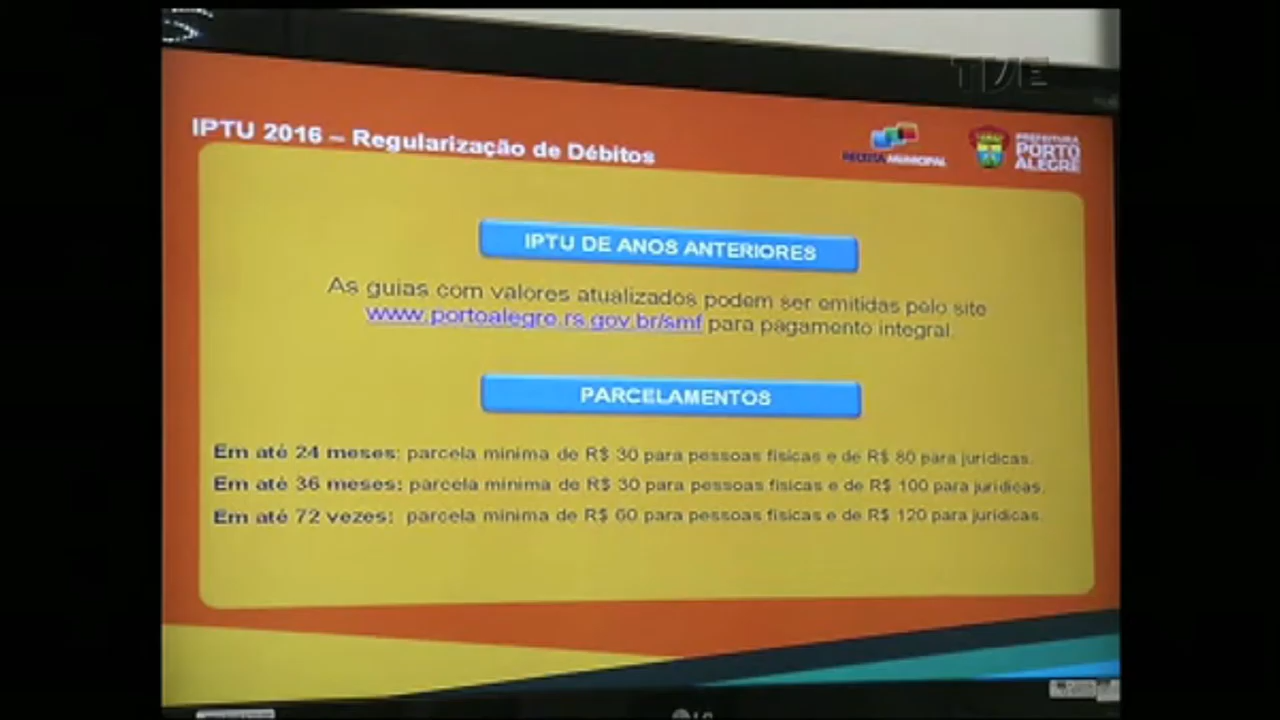 TVE
IPTU 2016 – Regularização de Débitos
RECEITA MUNICIPAL
PREFEITURA
PORTO
ALEGRE
IPTU DE ANOS ANTERIORES
As guias com valores atualizados podem ser emitidas pelo site
www.portoalegre.rs.gov.br/smf para pagamento integral.
PARCELAMENTOS
Em até 24 meses: parcela mínima de R$ 30 para pessoas físicas e de R$ 80 para jurídicas.
Em até 36 meses: parcela mínima de R$ 30 para pessoas físicas e de R$ 100 para jurídicas.
Em até 72 vezes: parcela mínima de R$ 60 para pessoas físicas e de R$ 120 para jurídicas.
LG